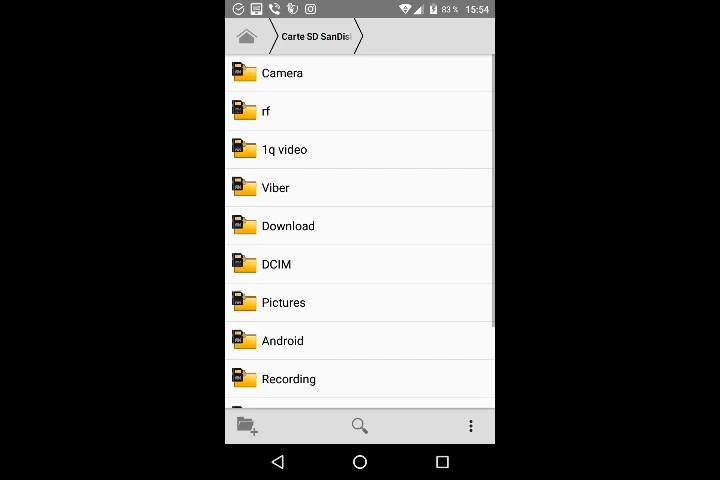 83 % 15:54
Carte SD SanDis
Camera
rf
1q video
Viber
Download
DCIM
Pictures
Android
Recording